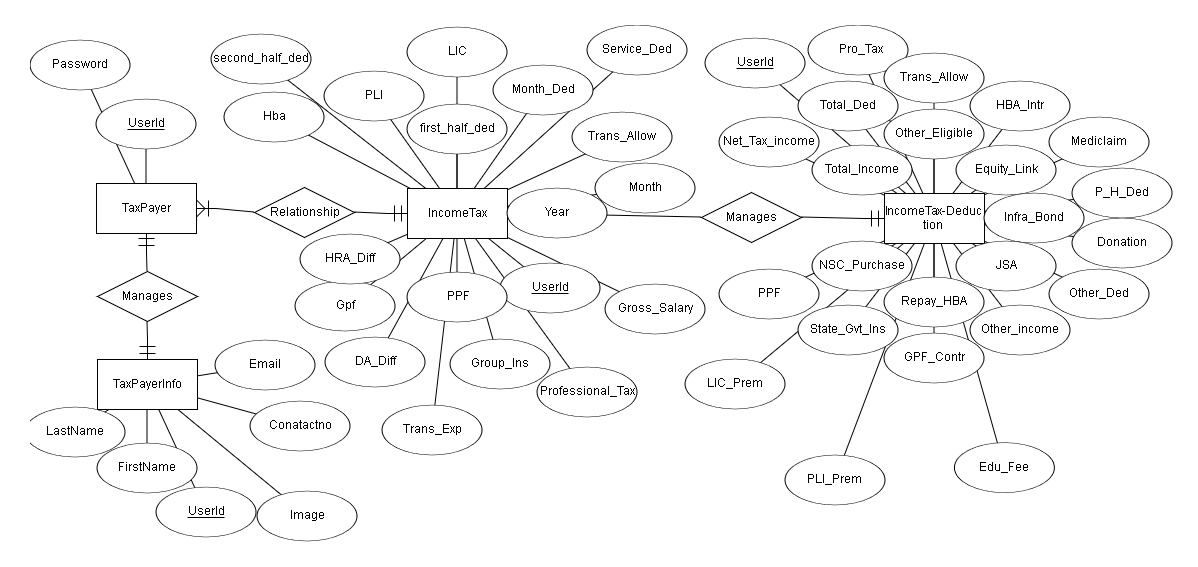 Password
UserId
TaxPayer
Manages
TaxPayerInfo
Email
Conatactno
LastName
FirstName
UserId
Image
Relationship
second_half_ded
Hba
PLI
LIC
first_half_ded
Month_Ded
Service_Ded
Trans_Allow
Month
Year
IncomeTax
HRA_Diff
Gpf
DA_Diff
Trans_Exp
PPF
Group_Ins
UserId
Professional_Tax
Gross_Salary
Manages
UserId
Pro_Tax
Trans_Allow
Total_Ded
HBA_Intr
Other_Eligible
Net_Tax_income
Mediclaim
Total_Income
Equity_Link
P_H_Ded
IncomeTax-Deduc
tion
Infra_Bond
Donation
NSC_Purchase
JSA
PPF
Other_Ded
Repay_HBA
State_Gvt_Ins
Other_income
GPF_Contr
LIC_Prem
PLI_Prem
Edu_Fee